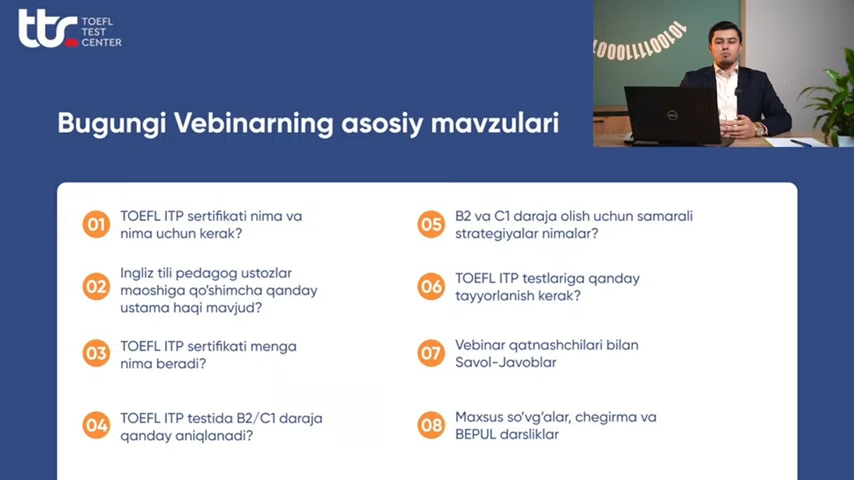 ttc
TOEFL
TEST
CENTER
101001110001
Bugungi Vebinarning asosiy mavzulari
01
TOEFL ITP sertifikati nima va
nima uchun kerak?
02
Ingliz tili pedagog ustozlar
maoshiga qo'shimcha qanday
ustama haqi mavjud?
03
TOEFL ITP sertifikati menga
nima beradi?
04
TOEFL ITP testida B2/C1 daraja
qanday aniqlanadi?
05
B2 va C1 daraja olish uchun samarali
strategiyalar nimalar?
06
TOEFL ITP testlariga qanday
tayyorlanish kerak?
07
Vebinar qatnashchilari bilan
Savol-Javoblar
08
Maxsus so'vg'alar, chegirma va
BEPUL darsliklar